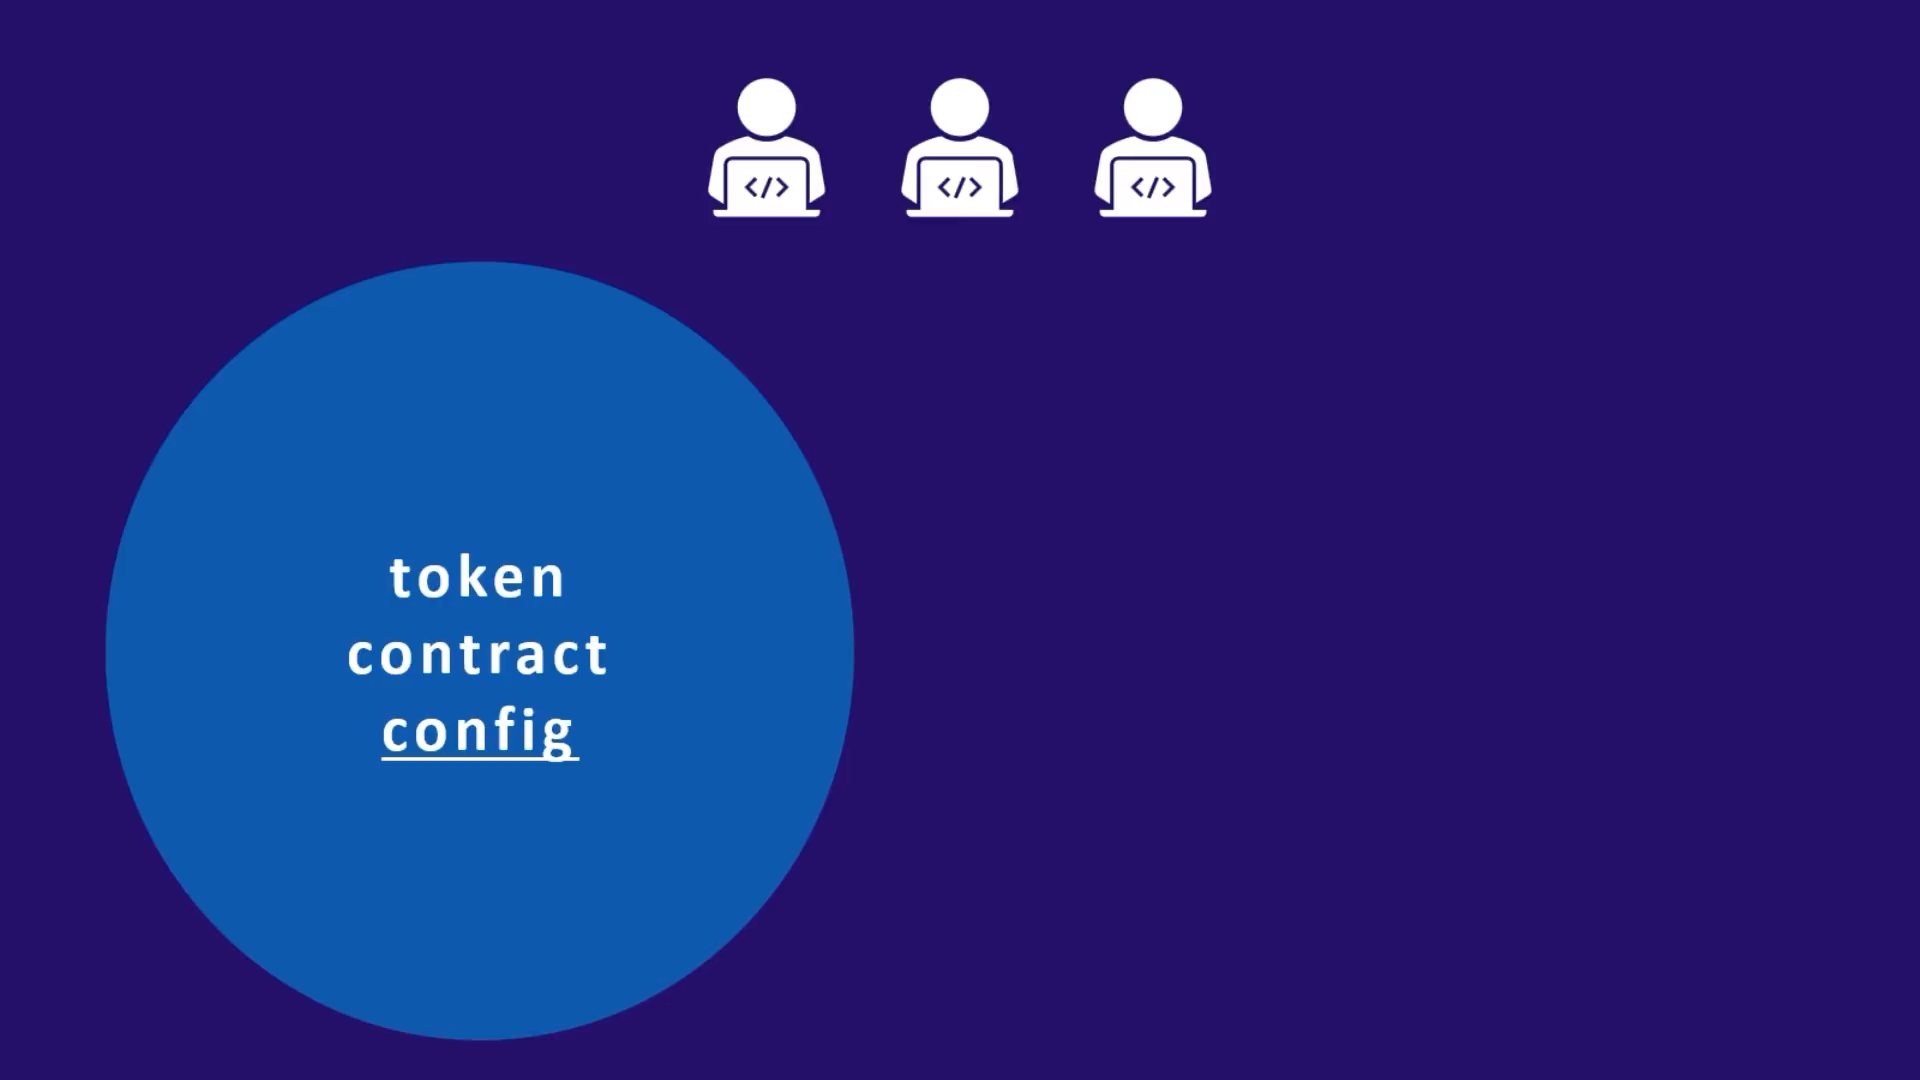 </>
</>
</>
token
contract
config